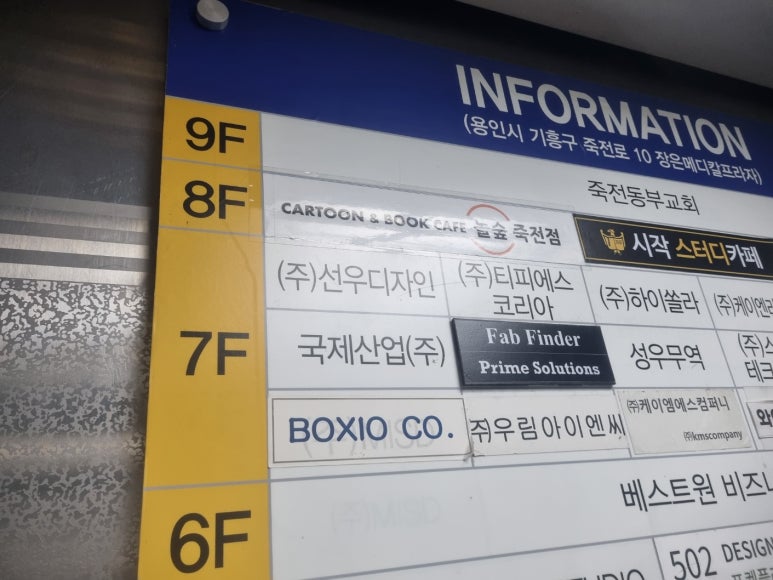 INFORMATION
(용인시 기흥구 죽전로 10 장은메디칼프라자)
9F
죽전동부교회
8F
CARTOON & BOOK CAFE 놀숲 죽전점
시작 스터디카페
7F
(주)선우디자인
(주)티피에스
코리아
(주)하이쏠라
국제산업(주)
Fab Finder
Prime Solutions
성우무역
BOXIO CO.
㈜우림아이엔씨
㈜케이엠에스컴퍼니
㈜kmscompany
6F
베스트원
502 DESIGN